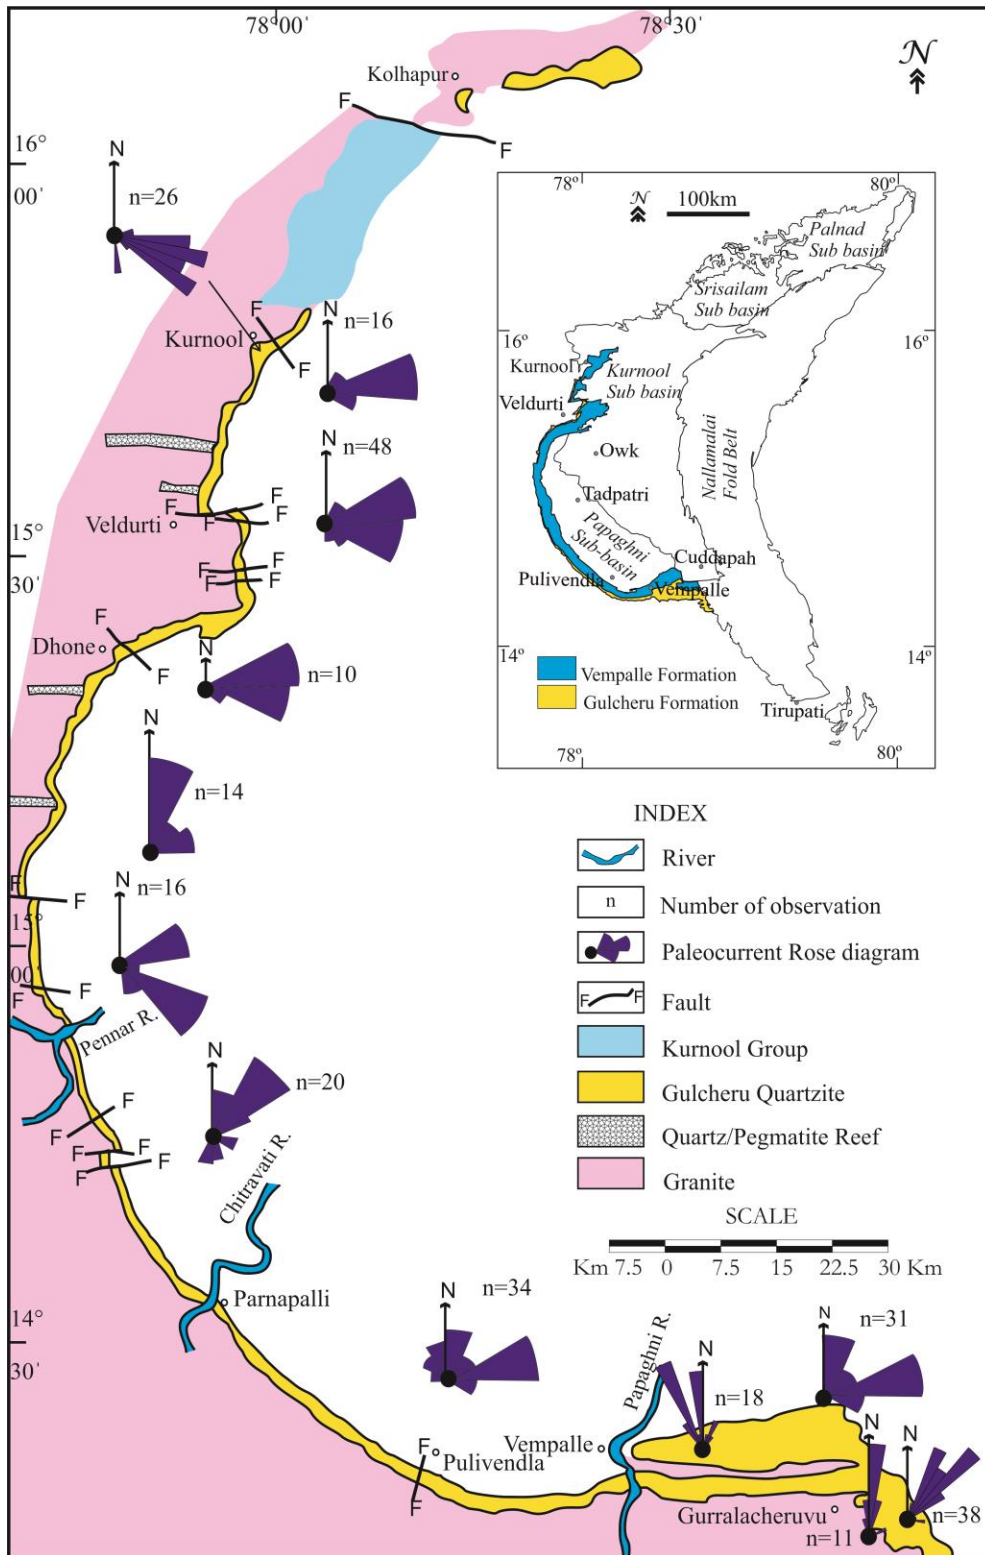 78°00'
78°30'
N
Kolhapur
F
F
16°
00'
N
n=26
Kurnool
F
F
N
n=16
N
n=48
Veldurti
F
F
F
F
15°
30'
F
F
F
F
Dhone
F
F
N
n=10
N
n=14
F
F
N
n=16
15°
00'
F
F
Pennar R.
N
n=20
F
F
F
F
F
F
Chitravati R.
Parnapalli
14°
30'
N
n=34
F
F
Pulivendla
Vempalle
Papaghni R.
N
n=18
N
n=31
Gurralacheruvu
N
n=11
N
n=38
78°
80°
N
100km
Palnad
Sub basin
Srisailam
Sub basin
16°
16°
Kurnool
Kurnool
Sub basin
Veldurti
Owk
Nallamalai
Fold Belt
Tadpatri
Papaghni
Sub-basin
Cuddapah
Pulivendla
Vempalle
14°
14°
Vempalle Formation
Gulcheru Formation
Tirupati
78°
80°
INDEX
River
n
Number of observation
Paleocurrent Rose diagram
F
F
Fault
Kurnool Group
Gulcheru Quartzite
Quartz/Pegmatite Reef
Granite
SCALE
Km 7.5 0 7.5 15 22.5 30 Km